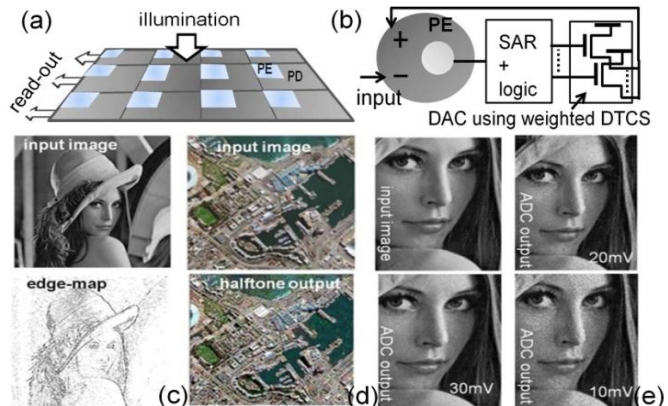 (a)
illumination
read-out
PE
PD
(b)
PE
+
−
input
SAR
+
logic
DAC using weighted DTCS
input image
edge-map
(c)
input image
halftone output
(d)
input image
ADC output
20mV
ADC output
30mV
ADC output
10mV
(e)